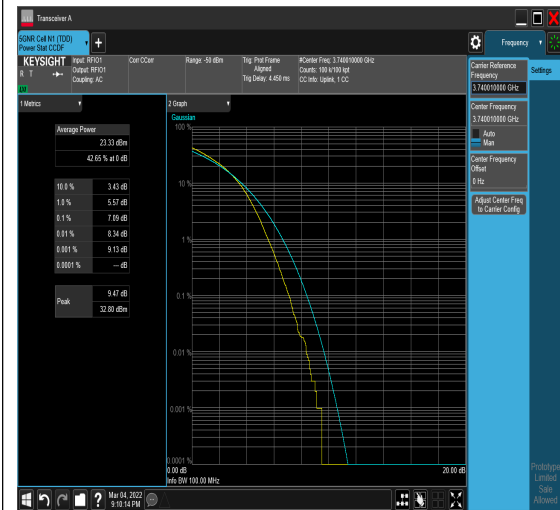 Transceiver A
5GNR Cell N1 (TDD)
Power Stat CCDF
Frequency
KEYSIGHT
R T
Input: RFIO1
Output: RFIO1
Coupling: AC
Corr CCorr
Range: -50 dBm
Trig: Prot Frame
Aligned
Trig Delay: 4.450 ms
#Center Freq: 3.740010000 GHz
Counts: 100 k/100 kpt
CC Info: Uplink, 1 CC
1 Metrics
Average Power
23.33 dBm
42.65 % at 0 dB
10.0 % 3.43 dB
1.0 % 5.57 dB
0.1 % 7.09 dB
0.01 % 8.34 dB
0.001 % 9.13 dB
0.0001 % --- dB
Peak
9.47 dB
32.80 dBm
2 Graph
Gaussian
100 %
10 %
1 %
0.1 %
0.01 %
0.001 %
0.0001 %
0.00 dB
20.00 dB
Info BW 100.00 MHz
Carrier Reference
Frequency
3.740010000 GHz
Center Frequency
3.740010000 GHz
Auto
Man
Center Frequency
Offset
0 Hz
Adjust Center Freq
to Carrier Config
Settings
Prototype
Limited
Sale
Allowed
?
Mar 04, 2022
9:10:14 PM